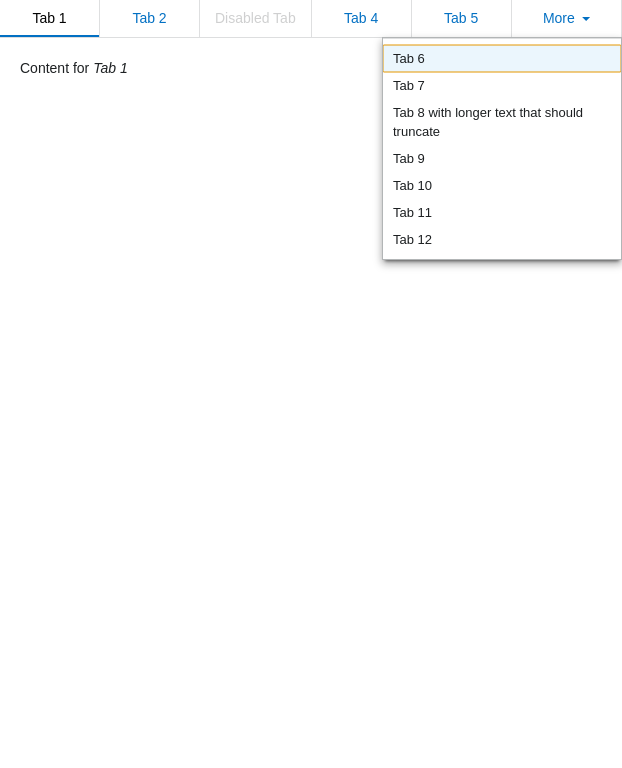 Tab 1 Tab 2 Disabled Tab Tab 4 Tab 5 More
Content for Tab 1
Tab 6
Tab 7
Tab 8 with longer text that should
truncate
Tab 9
Tab 10
Tab 11
Tab 12